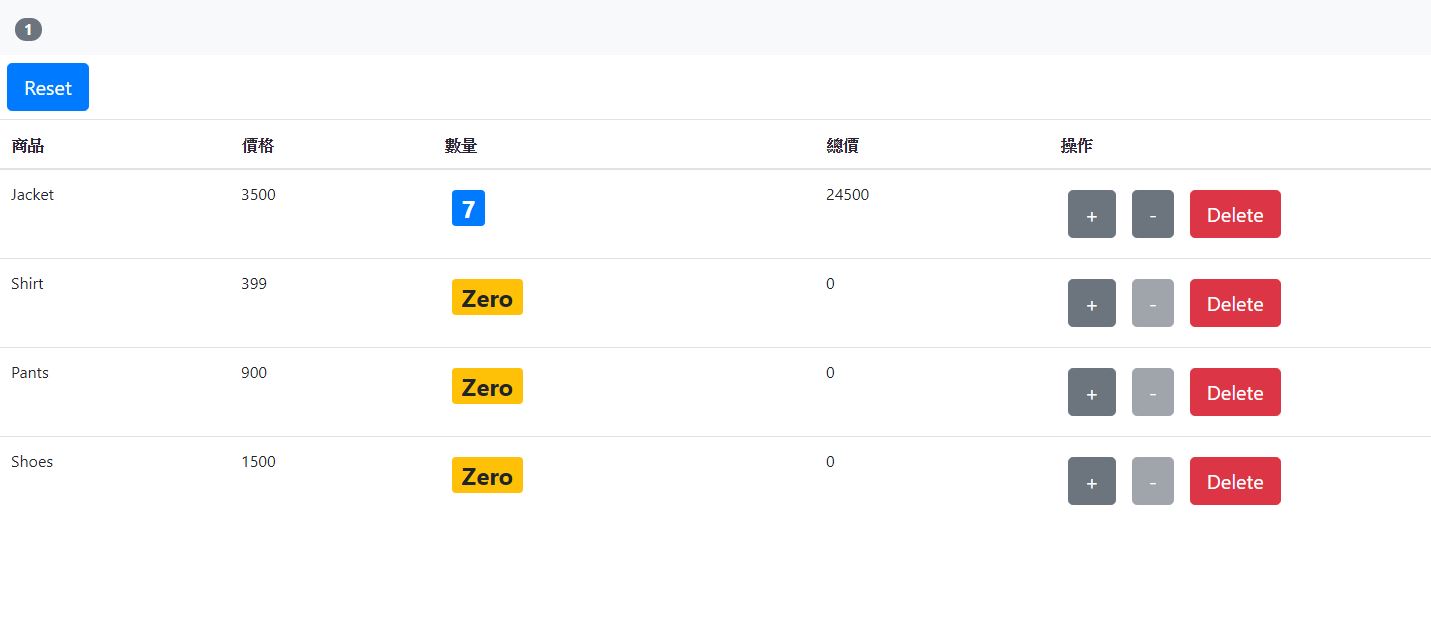 1
Reset
商品 價格 數量 總價 操作
Jacket 3500 7 24500 + - Delete
Shirt 399 Zero 0 + - Delete
Pants 900 Zero 0 + - Delete
Shoes 1500 Zero 0 + - Delete